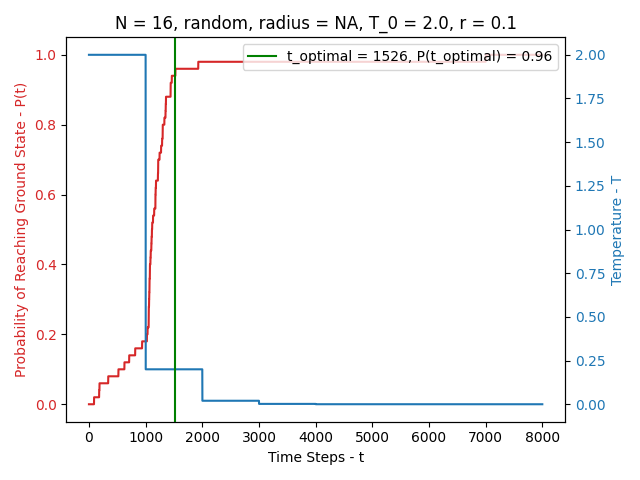 N = 16, random, radius = NA, T_0 = 2.0, r = 0.1
t_optimal = 1526, P(t_optimal) = 0.96
Probability of Reaching Ground State - P(t)
1.0
0.8
0.6
0.4
0.2
0.0
2.00
1.75
1.50
1.25
1.00
0.75
0.50
0.25
0.00
Temperature - T
0 1000 2000 3000 4000 5000 6000 7000 8000
Time Steps - t